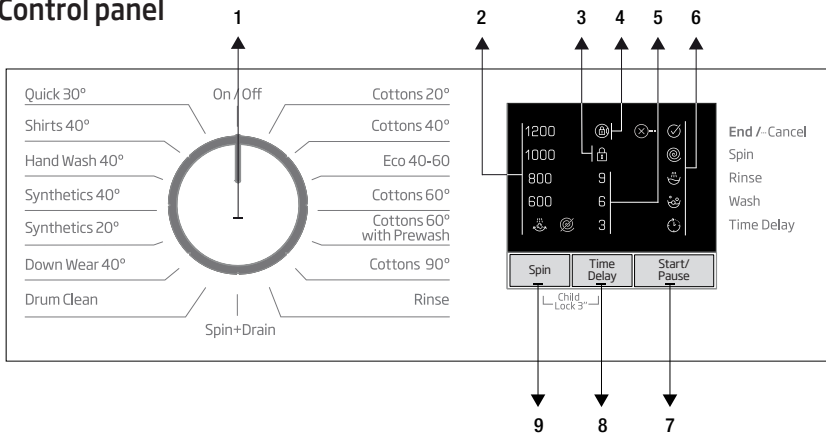 Control panel
1
2
3
4
5
6
On / Off
Quick 30°
Shirts 40°
Hand Wash 40°
Synthetics 40°
Synthetics 20°
Down Wear 40°
Drum Clean
Spin+Drain
Cottons 20°
Cottons 40°
Eco 40-60
Cottons 60°
Cottons 60°
with Prewash
Cottons 90°
Rinse
1200
1000
800
600
9
6
3
End /··Cancel
Spin
Rinse
Wash
Time Delay
Spin
Time
Delay
Start/
Pause
Child
Lock 3"
9
8
7